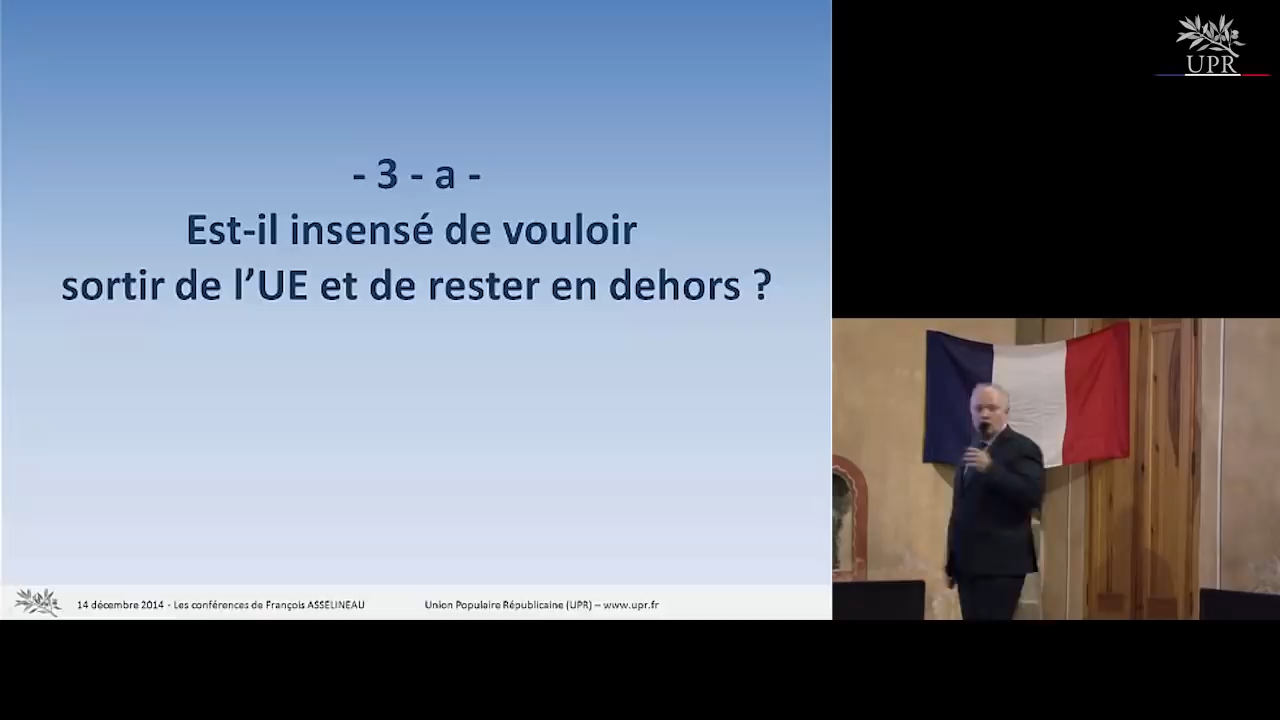 - 3 - a -
Est-il insensé de vouloir
sortir de l’UE et de rester en dehors ?
14 décembre 2014 - Les conférences de François ASSELINEAU
Union Populaire Républicaine (UPR) – www.upr.fr
UPR